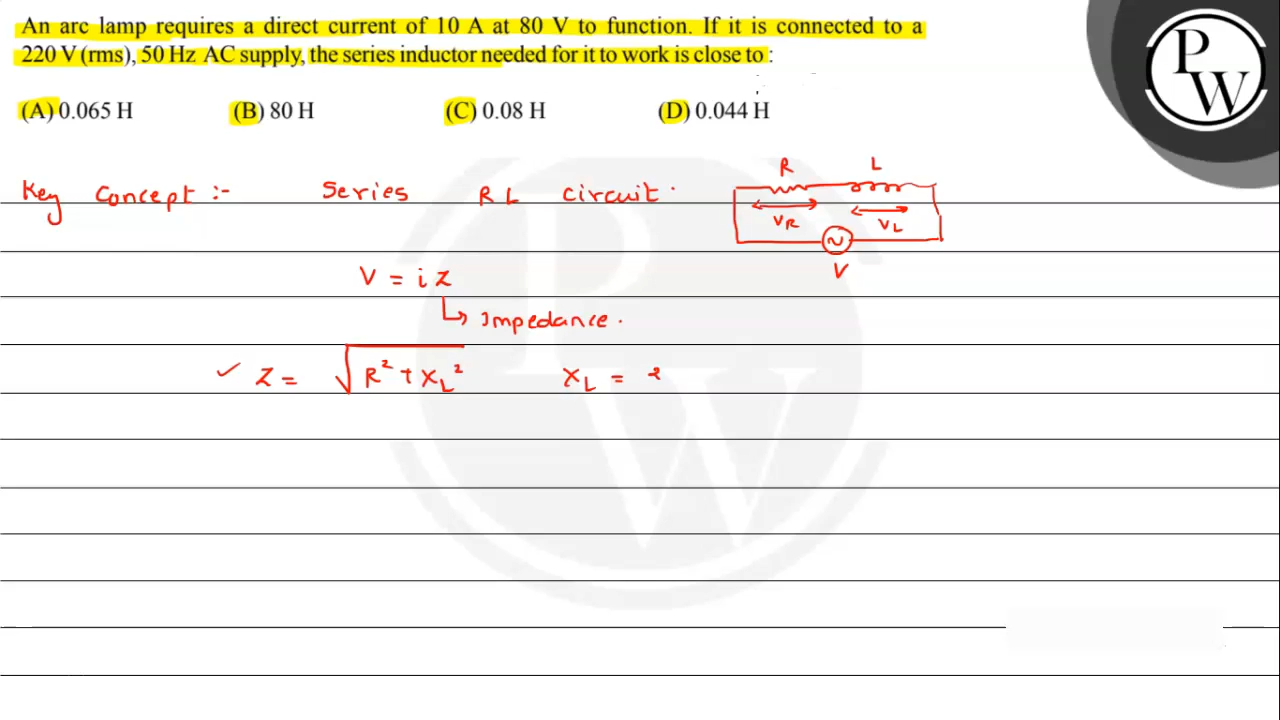 An arc lamp requires a direct current of 10 A at 80 V to function. If it is connected to a
220 V (rms), 50 Hz AC supply, the series inductor needed for it to work is close to :
(A) 0.065 H (B) 80 H (C) 0.08 H (D) 0.044 H
P
W
Key Concept :- Series RL circuit.
R L
VR VL
V
V = i Z
↳ Impedance.
✓ Z = √R² + XL² XL = 2
P
W